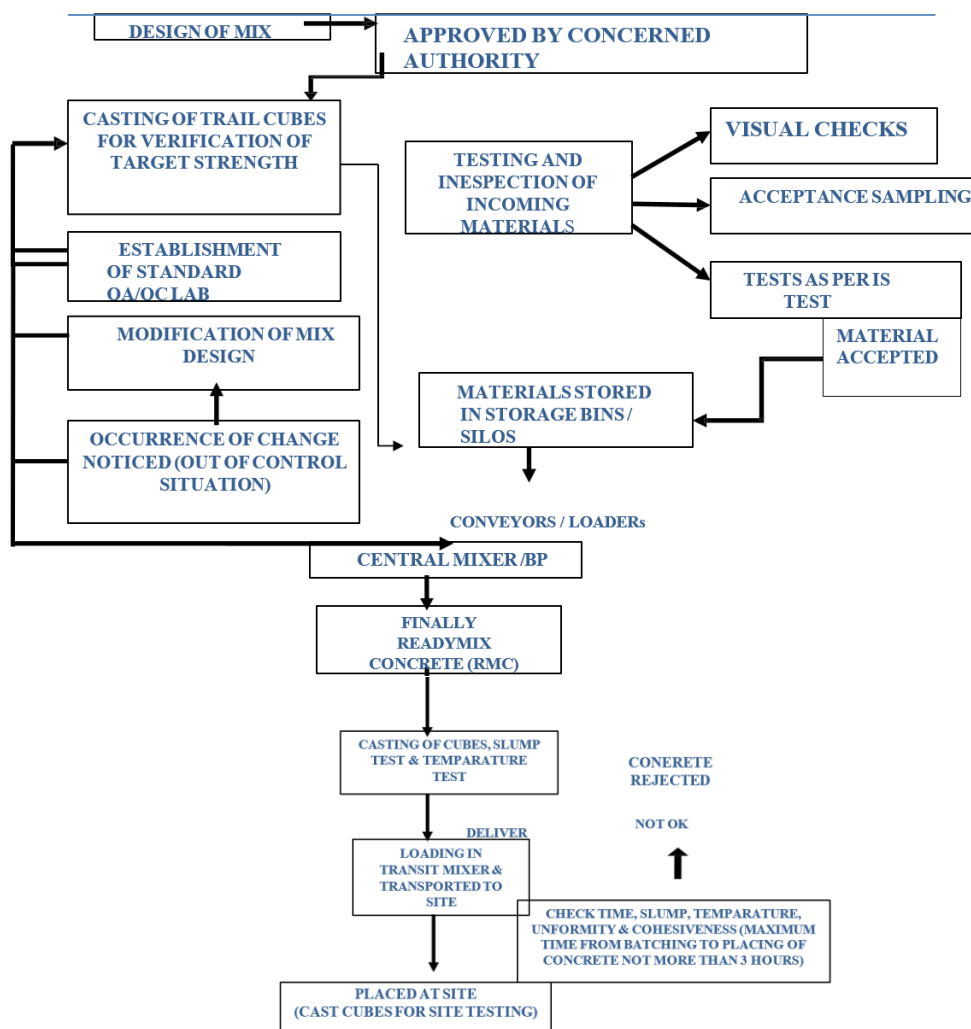 DESIGN OF MIX
APPROVED BY CONCERNED
AUTHORITY
CASTING OF TRAIL CUBES
FOR VERIFICATION OF
TARGET STRENGTH
TESTING AND
INESPECTION OF
INCOMING
MATERIALS
VISUAL CHECKS
ACCEPTANCE SAMPLING
TESTS AS PER IS
TEST
MATERIAL
ACCEPTED
ESTABLISHMENT
OF STANDARD
QA/QC LAB
MODIFICATION OF MIX
DESIGN
OCCURRENCE OF CHANGE
NOTICED (OUT OF CONTROL
SITUATION)
MATERIALS STORED
IN STORAGE BINS /
SILOS
CONVEYORS / LOADERs
CENTRAL MIXER /BP
FINALLY
READYMIX
CONCRETE (RMC)
CASTING OF CUBES, SLUMP
TEST & TEMPARATURE
TEST
CONERETE
REJECTED
NOT OK
DELIVER
LOADING IN
TRANSIT MIXER &
TRANSPORTED TO
SITE
CHECK TIME, SLUMP, TEMPARATURE,
UNFORMITY & COHESIVENESS (MAXIMUM
TIME FROM BATCHING TO PLACING OF
CONCRETE NOT MORE THAN 3 HOURS)
PLACED AT SITE
(CAST CUBES FOR SITE TESTING)